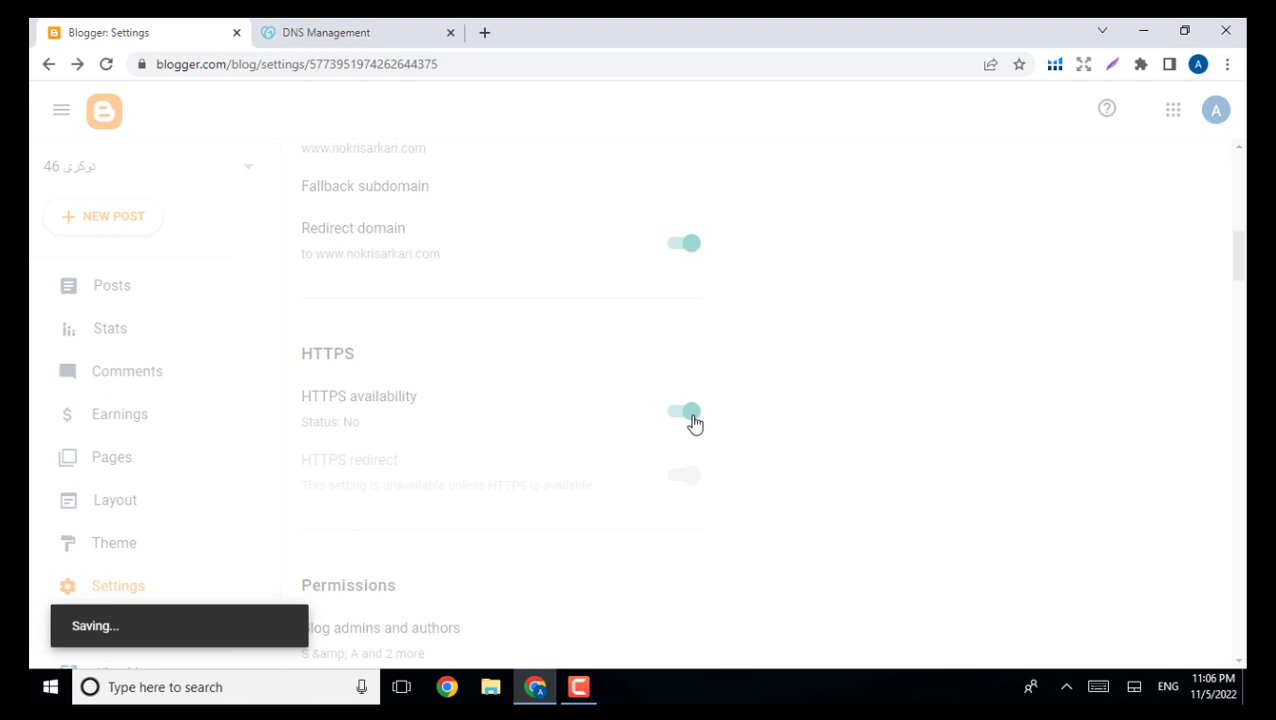 Blogger: Settings
DNS Management
blogger.com/blog/settings/5773951974262644375
A
A
نوکری 46
NEW POST
Posts
Stats
Comments
Earnings
Pages
Layout
Theme
Settings
www.nokrisarkari.com
Fallback subdomain
Redirect domain
to www.nokrisarkari.com
HTTPS
HTTPS availability
Status: No
HTTPS redirect
This setting is unavailable unless HTTPS is available
Permissions
Blog admins and authors
S &amp; A and 2 more
Saving...
Type here to search
ENG
11:06 PM
11/5/2022